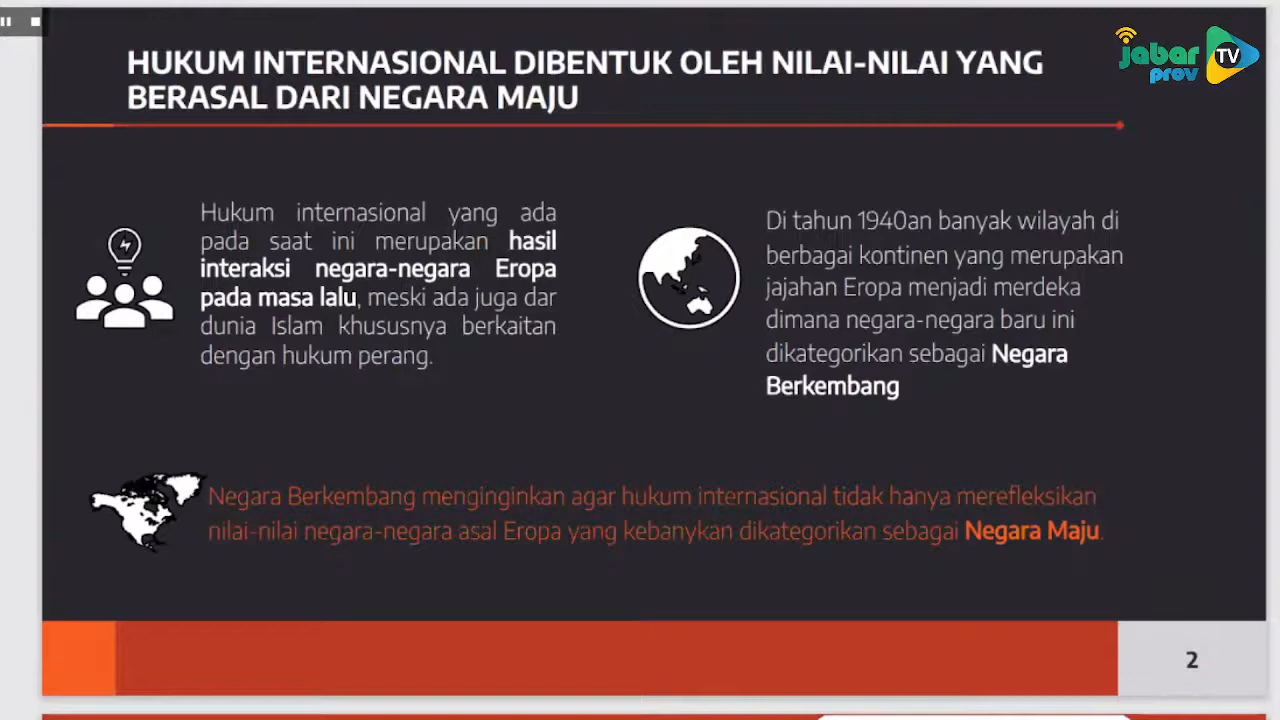 HUKUM INTERNASIONAL DIBENTUK OLEH NILAI-NILAI YANG
BERASAL DARI NEGARA MAJU
jabar
prov
TV
Hukum internasional yang ada
pada saat ini merupakan hasil
interaksi negara-negara Eropa
pada masa lalu, meski ada juga dar
dunia Islam khususnya berkaitan
dengan hukum perang.
Di tahun 1940an banyak wilayah di
berbagai kontinen yang merupakan
jajahan Eropa menjadi merdeka
dimana negara-negara baru ini
dikategorikan sebagai Negara
Berkembang
Negara Berkembang menginginkan agar hukum internasional tidak hanya merefleksikan
nilai-nilai negara-negara asal Eropa yang kebanykan dikategorikan sebagai Negara Maju.
2